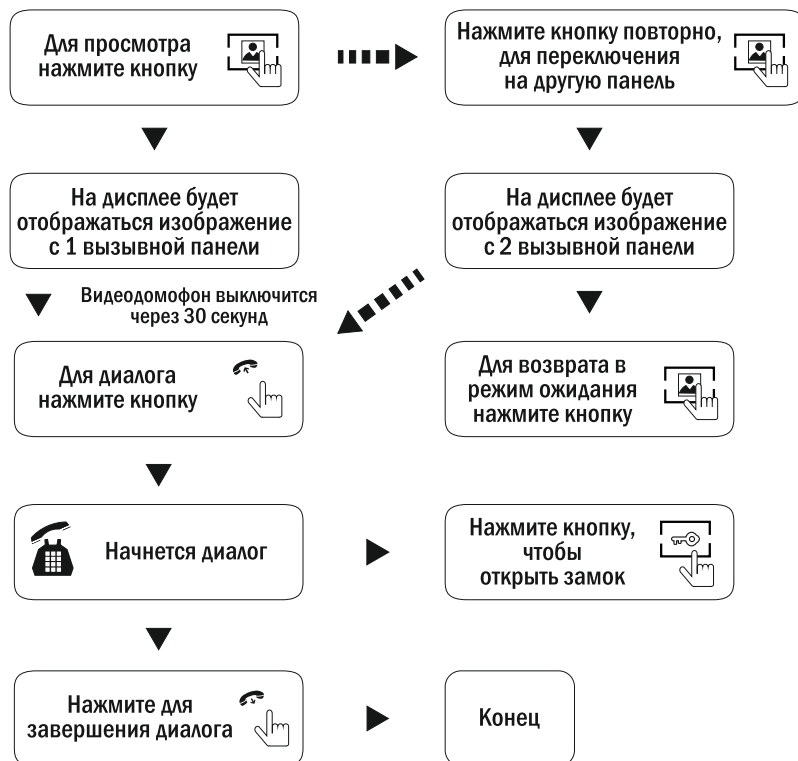 Для просмотра
нажмите кнопку
Нажмите кнопку повторно,
для переключения
на другую панель
На дисплее будет
отображаться изображение
с 1 вызывной панели
На дисплее будет
отображаться изображение
с 2 вызывной панели
Видеодомофон выключится
через 30 секунд
Для диалога
нажмите кнопку
Для возврата в
режим ожидания
нажмите кнопку
Начнется диалог
Нажмите кнопку,
чтобы
открыть замок
Нажмите для
завершения диалога
Конец